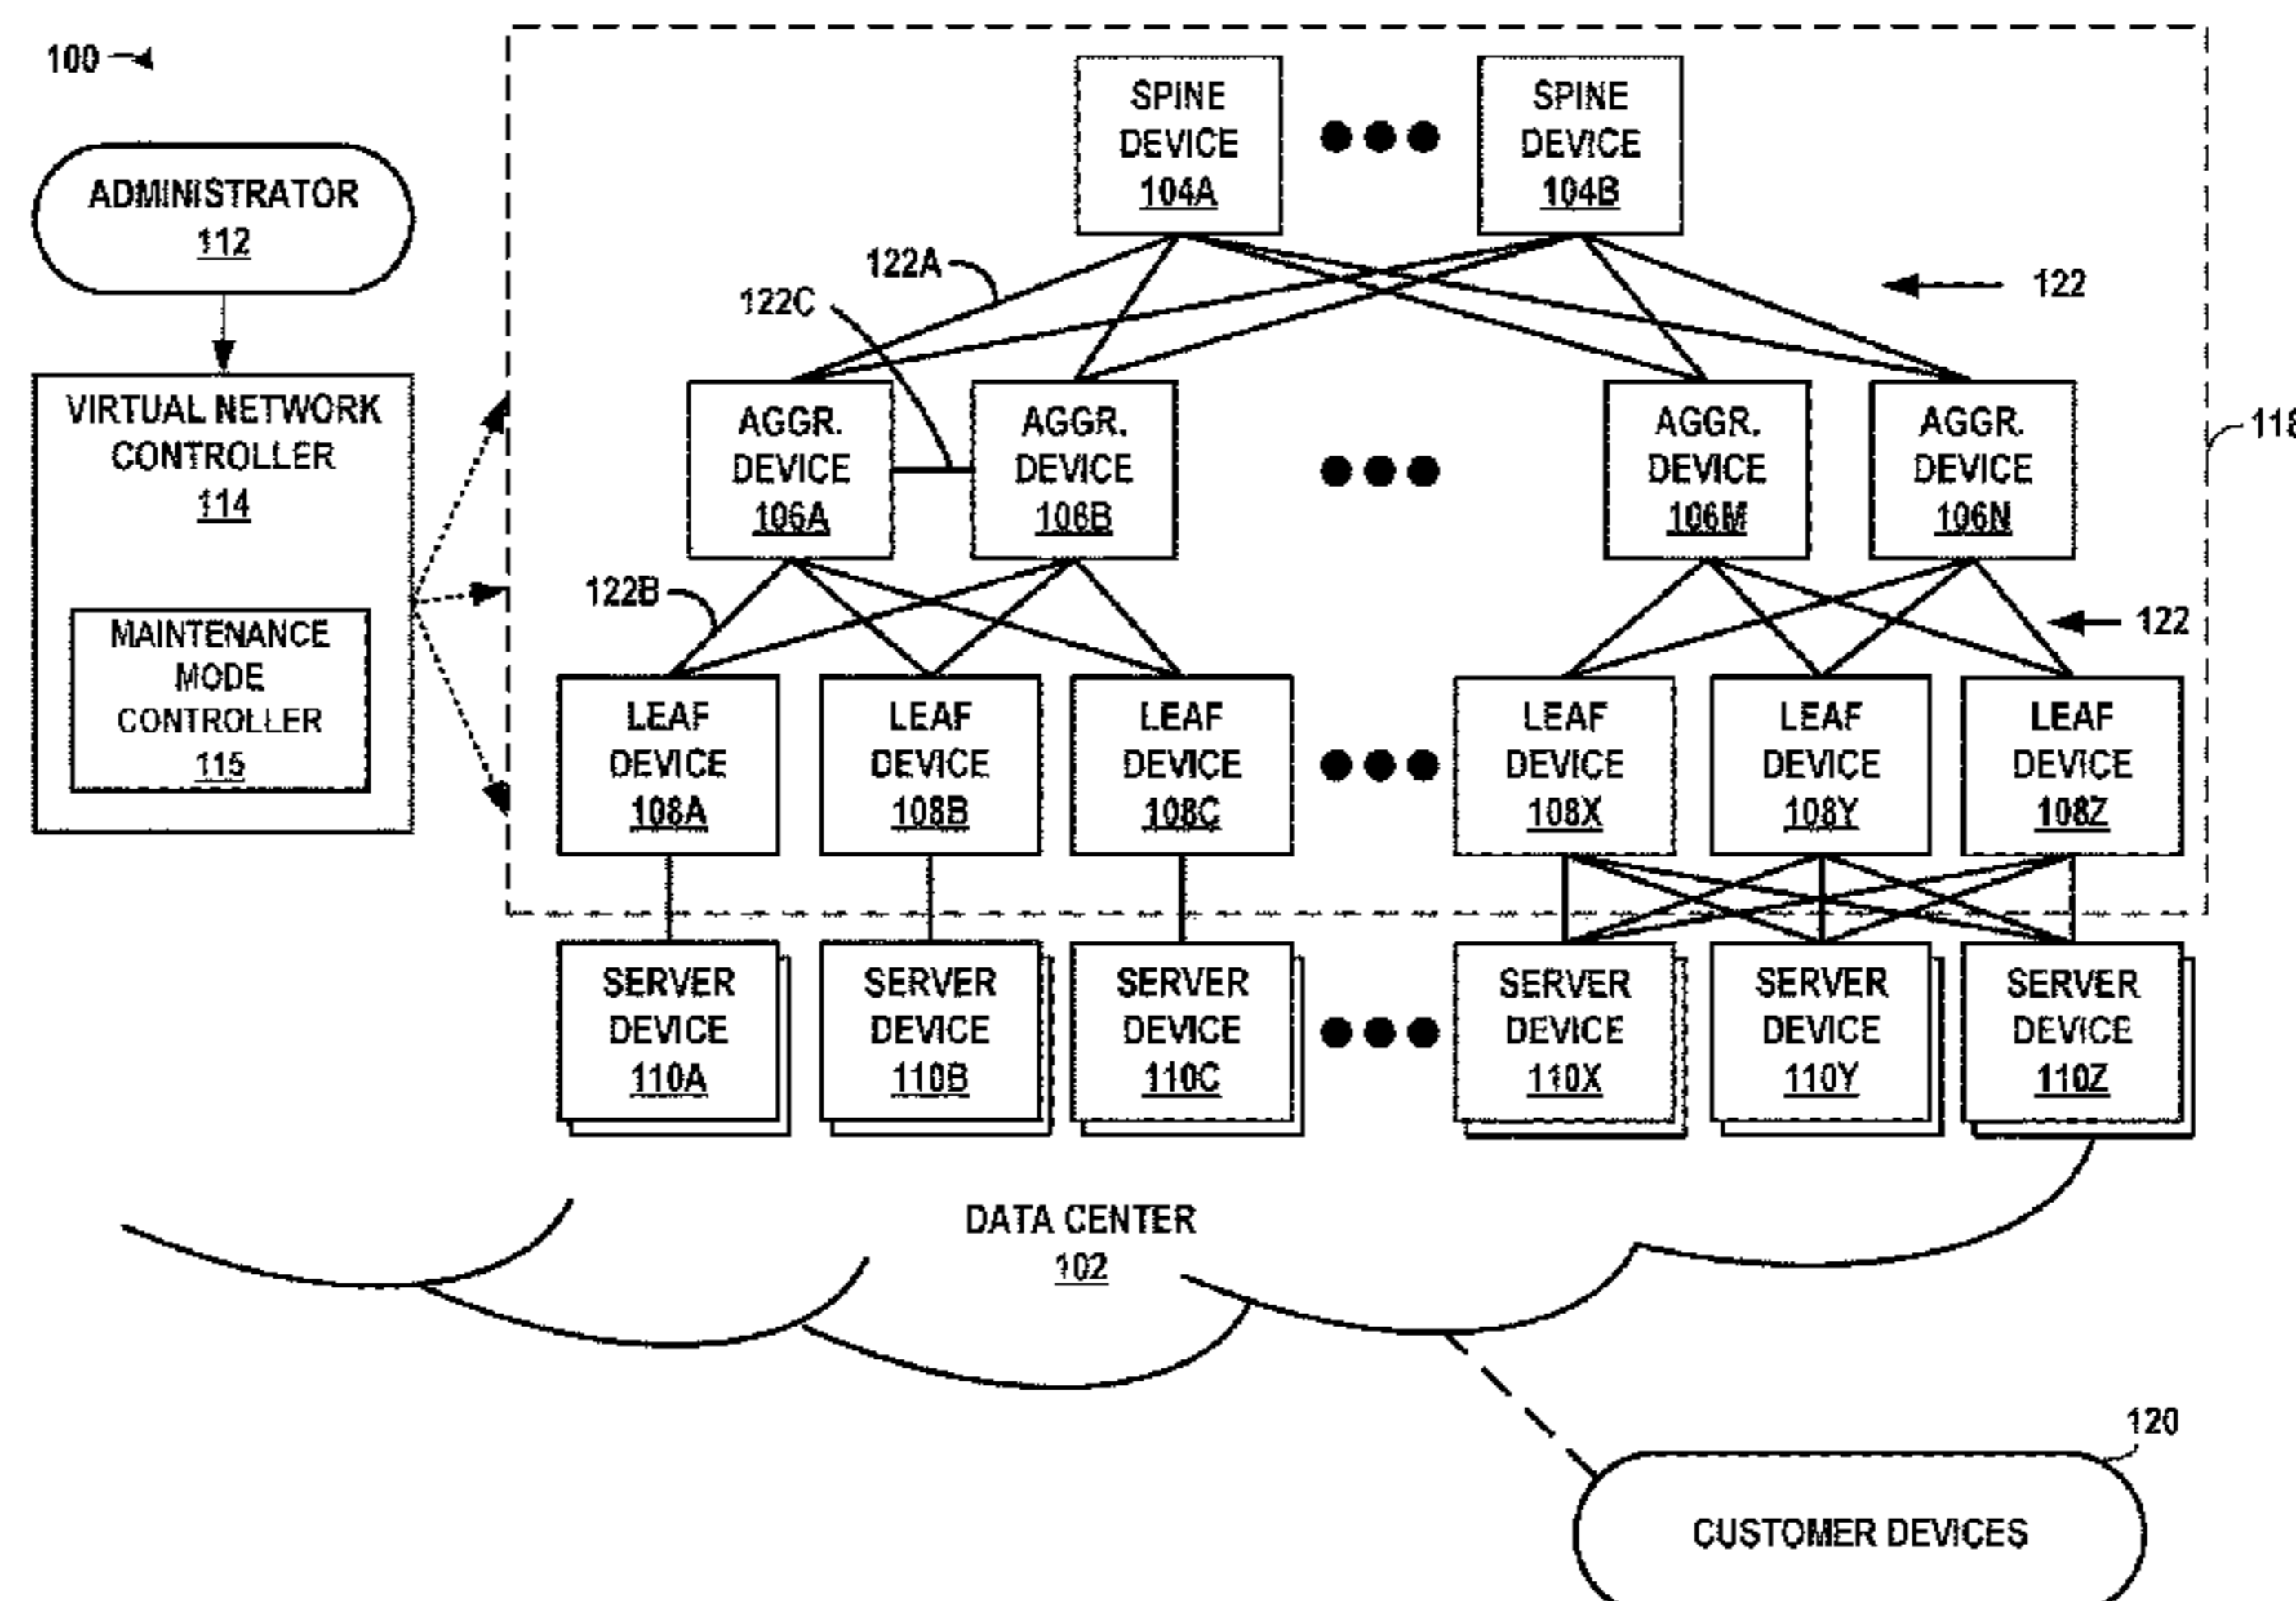 100
ADMINISTRATOR
112
VIRTUAL NETWORK
CONTROLLER
114
MAINTENANCE
MODE
CONTROLLER
115
SPINE
DEVICE
104A
SPINE
DEVICE
104B
122A
122C
122
AGGR.
DEVICE
106A
AGGR.
DEVICE
106B
AGGR.
DEVICE
106M
AGGR.
DEVICE
106N
118
122B
122
LEAF
DEVICE
108A
LEAF
DEVICE
108B
LEAF
DEVICE
108C
LEAF
DEVICE
108X
LEAF
DEVICE
108Y
LEAF
DEVICE
108Z
SERVER
DEVICE
110A
SERVER
DEVICE
110B
SERVER
DEVICE
110C
SERVER
DEVICE
110X
SERVER
DEVICE
110Y
SERVER
DEVICE
110Z
DATA CENTER
102
120
CUSTOMER DEVICES